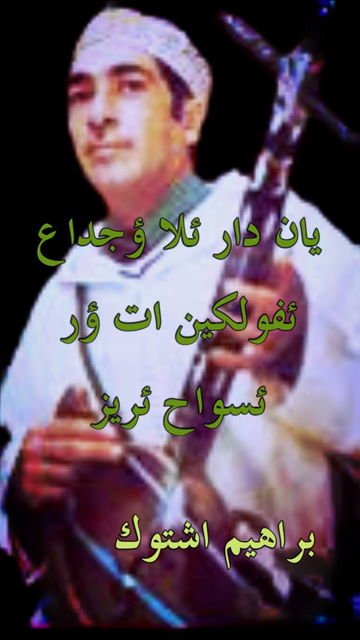 يان دار ئلا ؤجداع
ئفولكين ات ؤر
ئسواح ئريز
براهيم اشتوك